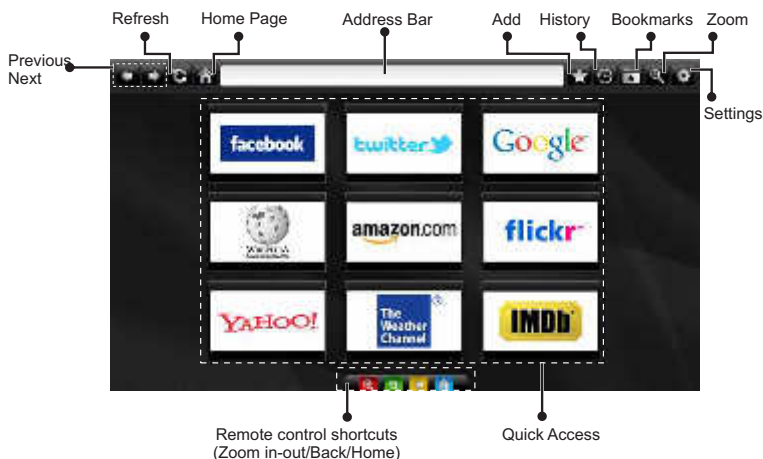 Refresh
Home Page
Address Bar
Add
History
Bookmarks
Zoom
Previous
Next
Settings
facebook
twitter
Google
WIKIPEDIA
amazon.com
flickr
YAHOO!
The
Weather
Channel
IMDb
Remote control shortcuts
(Zoom in-out/Back/Home)
Quick Access